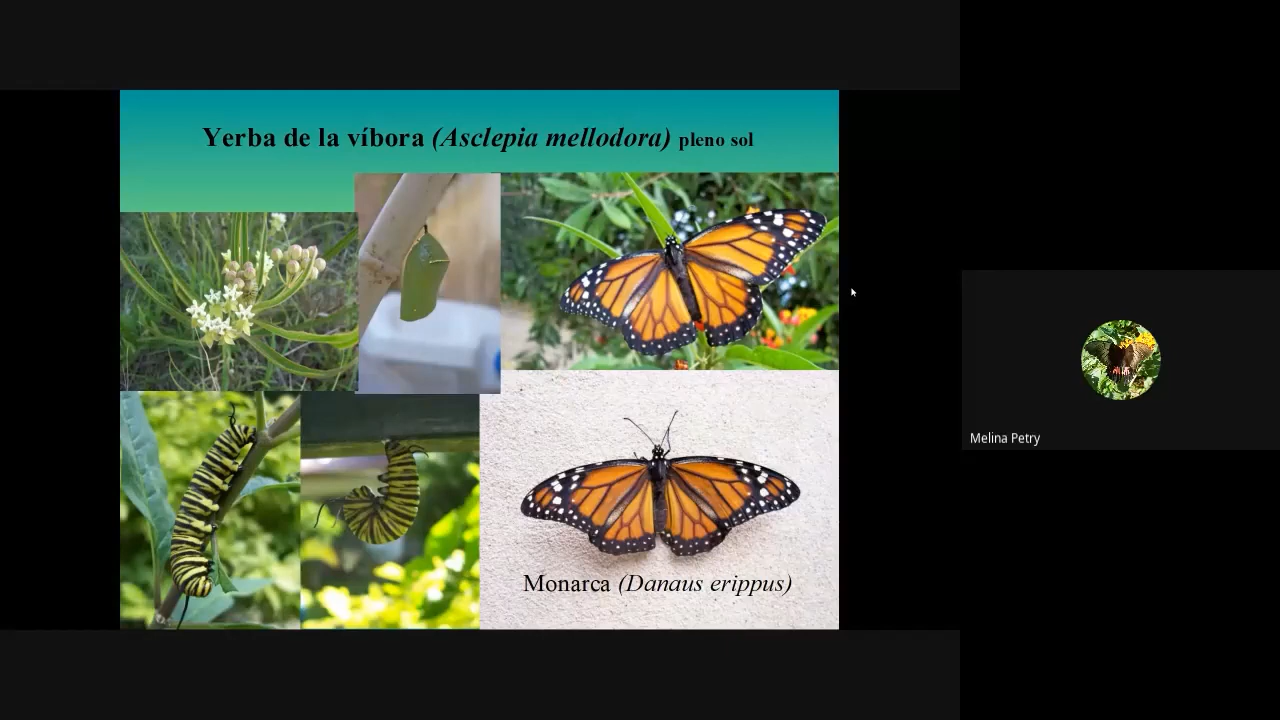 Yerba de la víbora (Asclepia mellodora) pleno sol
Monarca (Danaus erippus)
Melina Petry